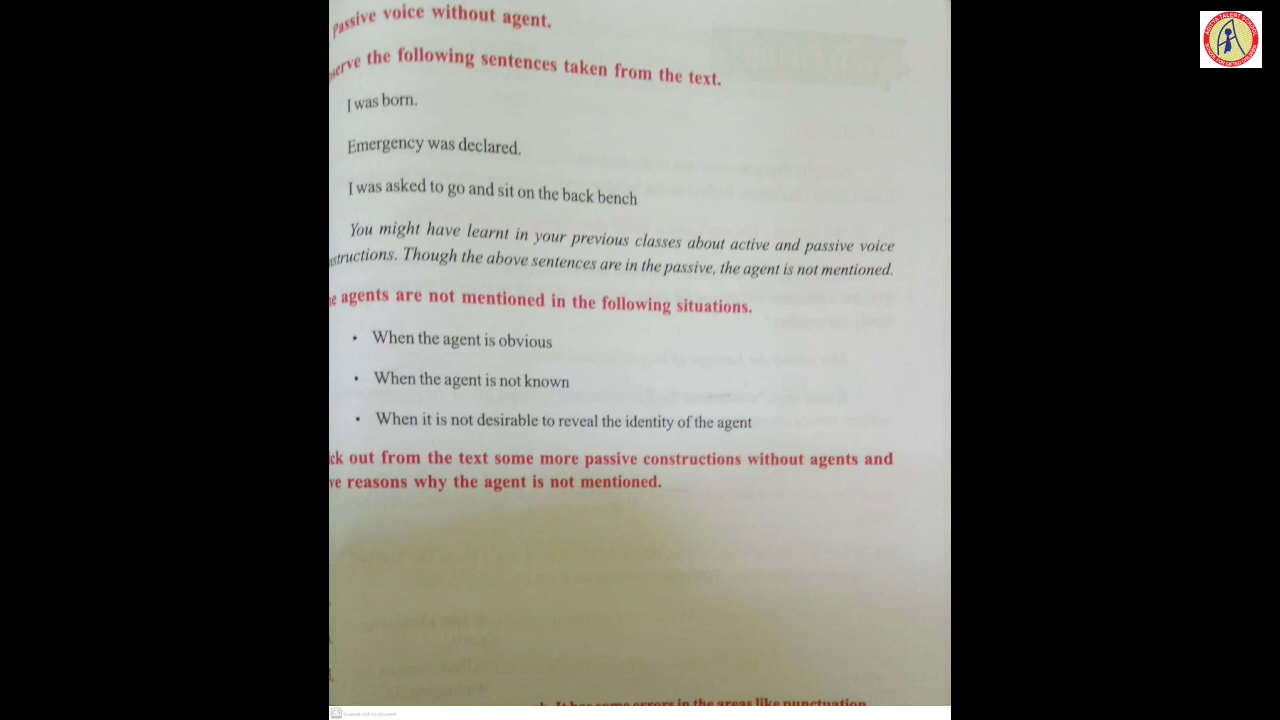 Passive voice without agent.
serve the following sentences taken from the text.
I was born.
Emergency was declared.
I was asked to go and sit on the back bench
You might have learnt in your previous classes about active and passive voice
structions. Though the above sentences are in the passive, the agent is not mentioned.
e agents are not mentioned in the following situations.
• When the agent is obvious
• When the agent is not known
• When it is not desirable to reveal the identity of the agent
ck out from the text some more passive constructions without agents and
ve reasons why the agent is not mentioned.
It has some errors in the areas like punctuation